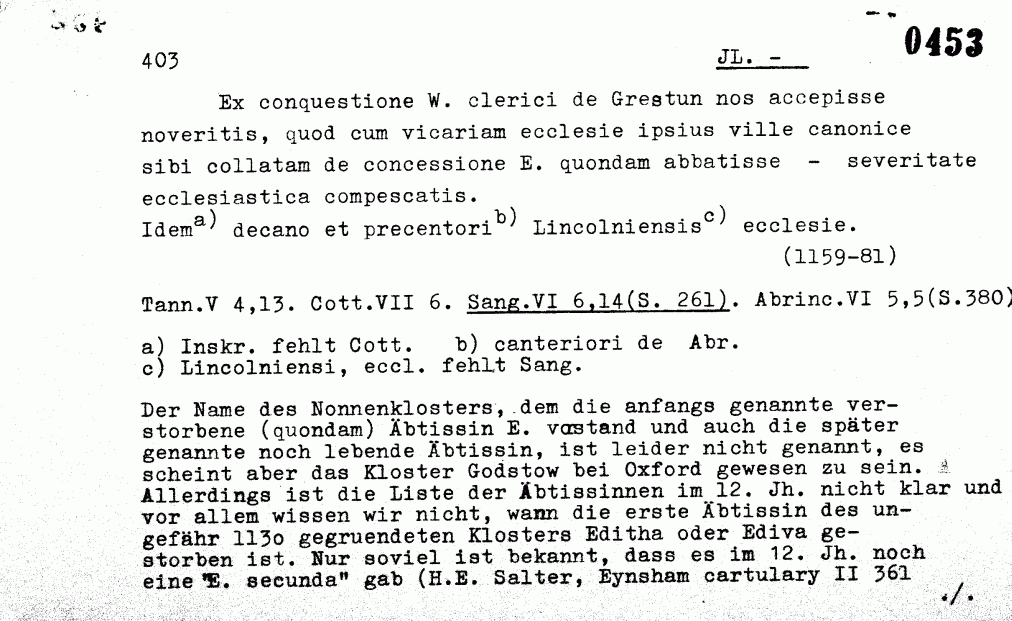 0453
403 JL. -
Ex conquestione W. clerici de Grestun nos accepisse
noveritis, quod cum vicariam ecclesie ipsius ville canonice
sibi collatam de concessione E. quondam abbatisse - severitate
ecclesiastica compescatis.
Idem a) decano et precentori b) Lincolniensis c) ecclesie.
(1159-81)
Tann.V 4,13. Cott.VII 6. Sang.VI 6,14(S. 261). Abrinc.VI 5,5(S.380)
a) Inskr. fehlt Cott. b) canteriori de Abr.
c) Lincolniensi, eccl. fehlt Sang.
Der Name des Nonnenklosters, dem die anfangs genannte ver-
storbene (quondam) Äbtissin E. vorstand und auch die später
genannte noch lebende Äbtissin, ist leider nicht genannt, es
scheint aber das Kloster Godstow bei Oxford gewesen zu sein.
Allerdings ist die Liste der Äbtissinnen im 12. Jh. nicht klar und
vor allem wissen wir nicht, wann die erste Äbtissin des un-
gefähr 113o gegruendeten Klosters Editha oder Ediva ge-
storben ist. Nur soviel ist bekannt, dass es im 12. Jh. noch
eine "E. secunda" gab (H.E. Salter, Eynsham cartulary II 361
./.